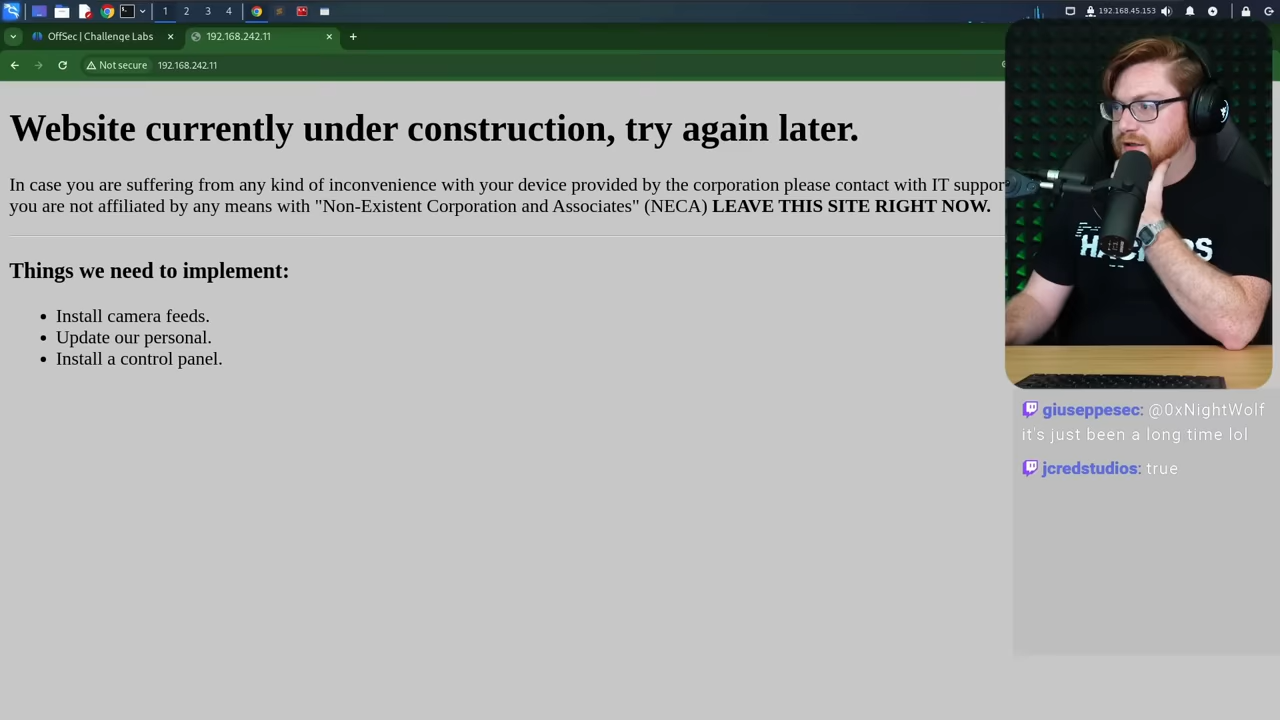 1 2 3 4
192.168.45.153
OffSec | Challenge Labs
192.168.242.11
Not secure
192.168.242.11
Website currently under construction, try again later.
In case you are suffering from any kind of inconvenience with your device provided by the corporation please contact with IT suppor
you are not affiliated by any means with "Non-Existent Corporation and Associates" (NECA) LEAVE THIS SITE RIGHT NOW.
Things we need to implement:
• Install camera feeds.
• Update our personal.
• Install a control panel.
giuseppesec: @0xNightWolf
it's just been a long time lol
jcredstudios: true